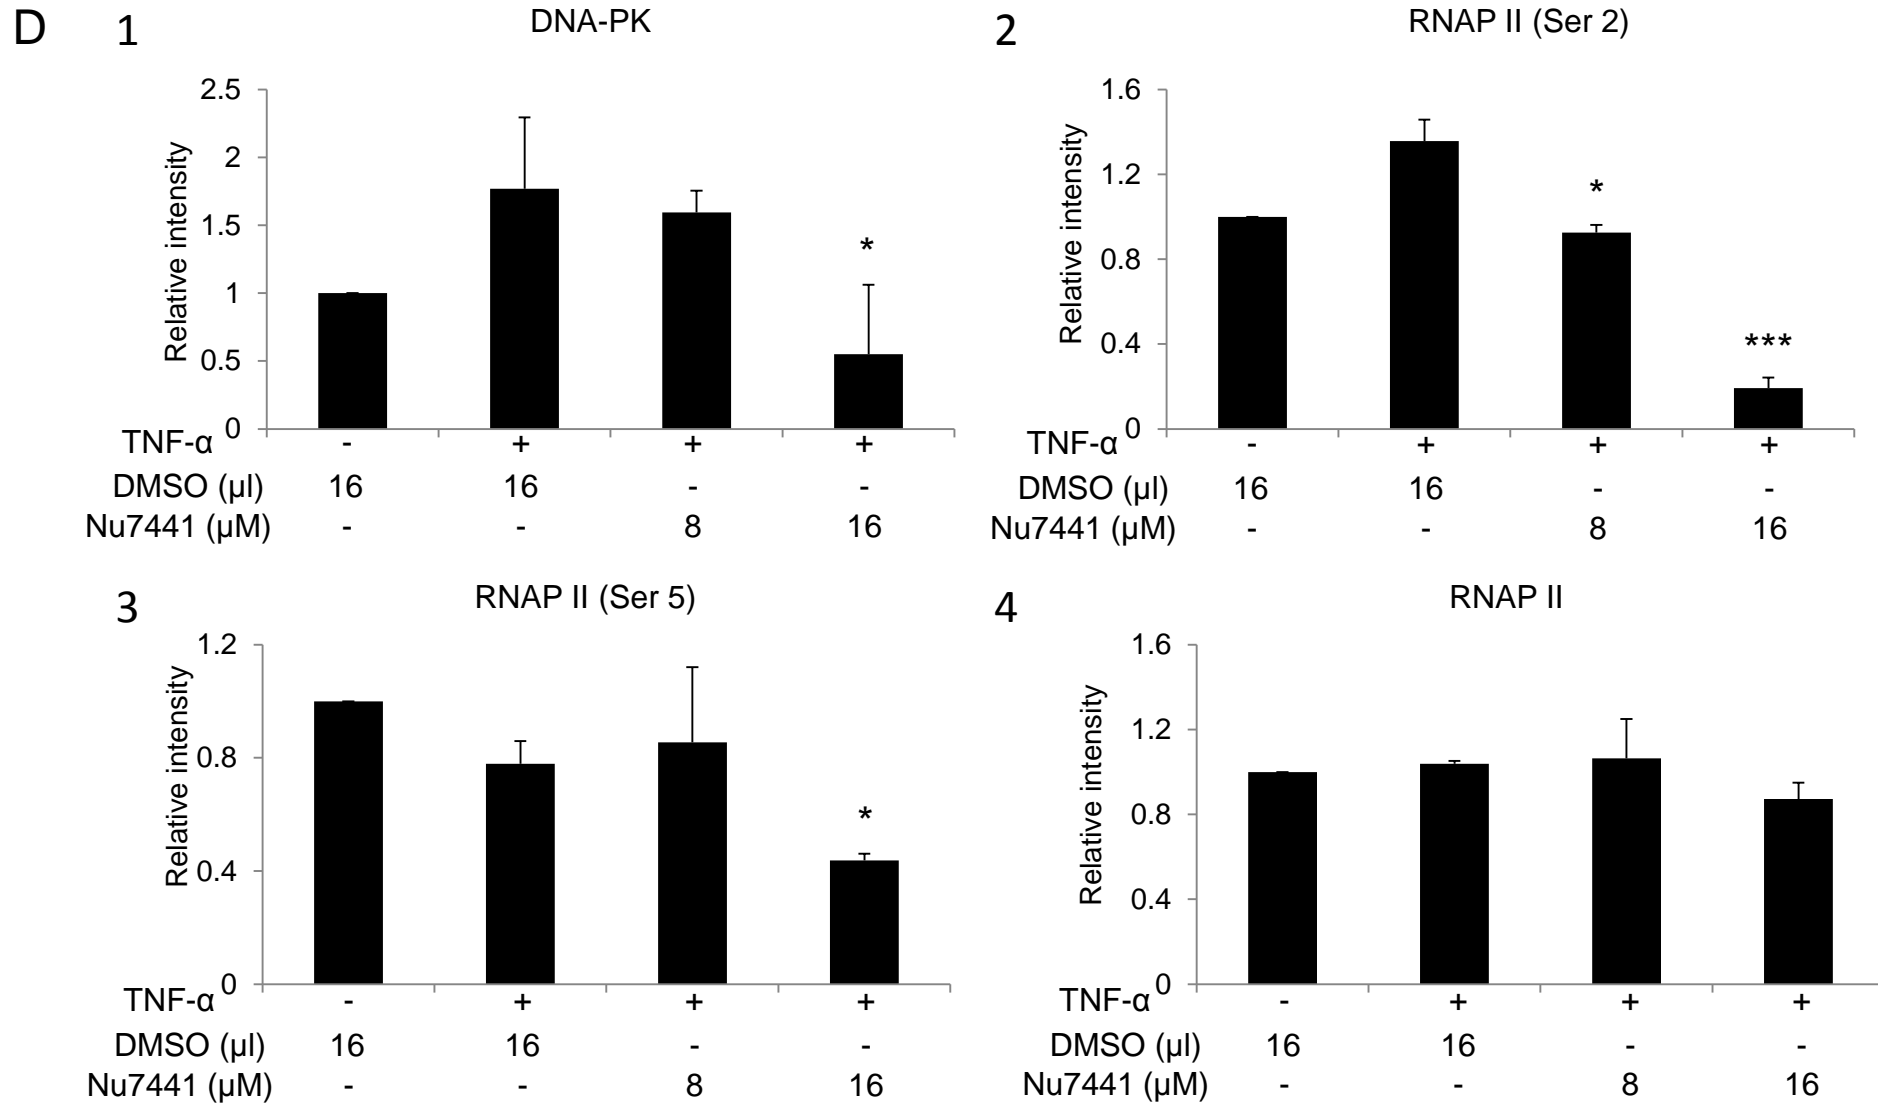 D
1
DNA-PK
Relative intensity
2.5
2
1.5
1
0.5
0
*
TNF-α - + + +
DMSO (µl) 16 16 - -
Nu7441 (µM) - - 8 16
2
RNAP II (Ser 2)
Relative intensity
1.6
1.2
0.8
0.4
0
*
***
TNF-α - + + +
DMSO (µl) 16 16 - -
Nu7441 (µM) - - 8 16
3
RNAP II (Ser 5)
Relative intensity
1.2
0.8
0.4
0
*
TNF-α - + + +
DMSO (µl) 16 16 - -
Nu7441 (µM) - - 8 16
4
RNAP II
Relative intensity
1.6
1.2
0.8
0.4
0
TNF-α - + + +
DMSO (µl) 16 16 - -
Nu7441 (µM) - - 8 16